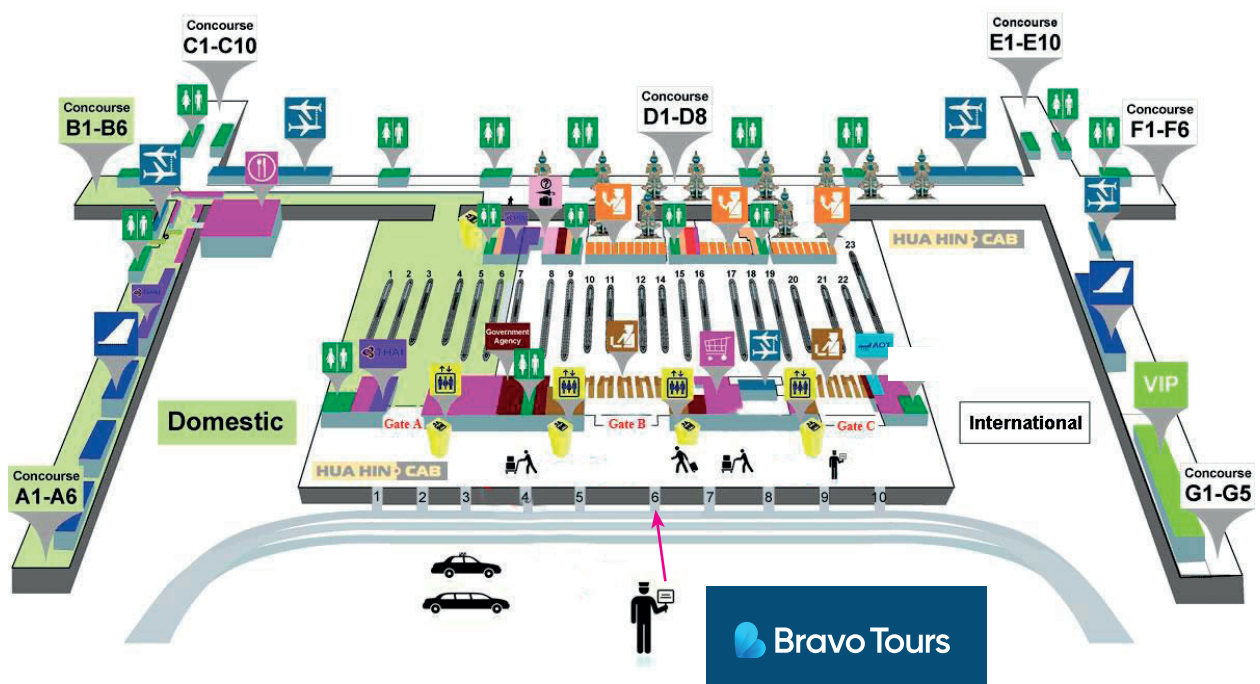 Concourse
C1-C10
Concourse
E1-E10
Concourse
B1-B6
Concourse
D1-D8
Concourse
F1-F6
HUA HIN CAB
1 2 3 4 5 6 7 8 9 10 11 12 14 15 16 17 18 19 20 21 22 23
Government
Agency
THAI
AOT
VIP
Domestic
International
Gate A
Gate B
Gate C
HUA HIN CAB
Concourse
A1-A6
Concourse
G1-G5
1 2 3 4 5 6 7 8 9 10
Bravo Tours